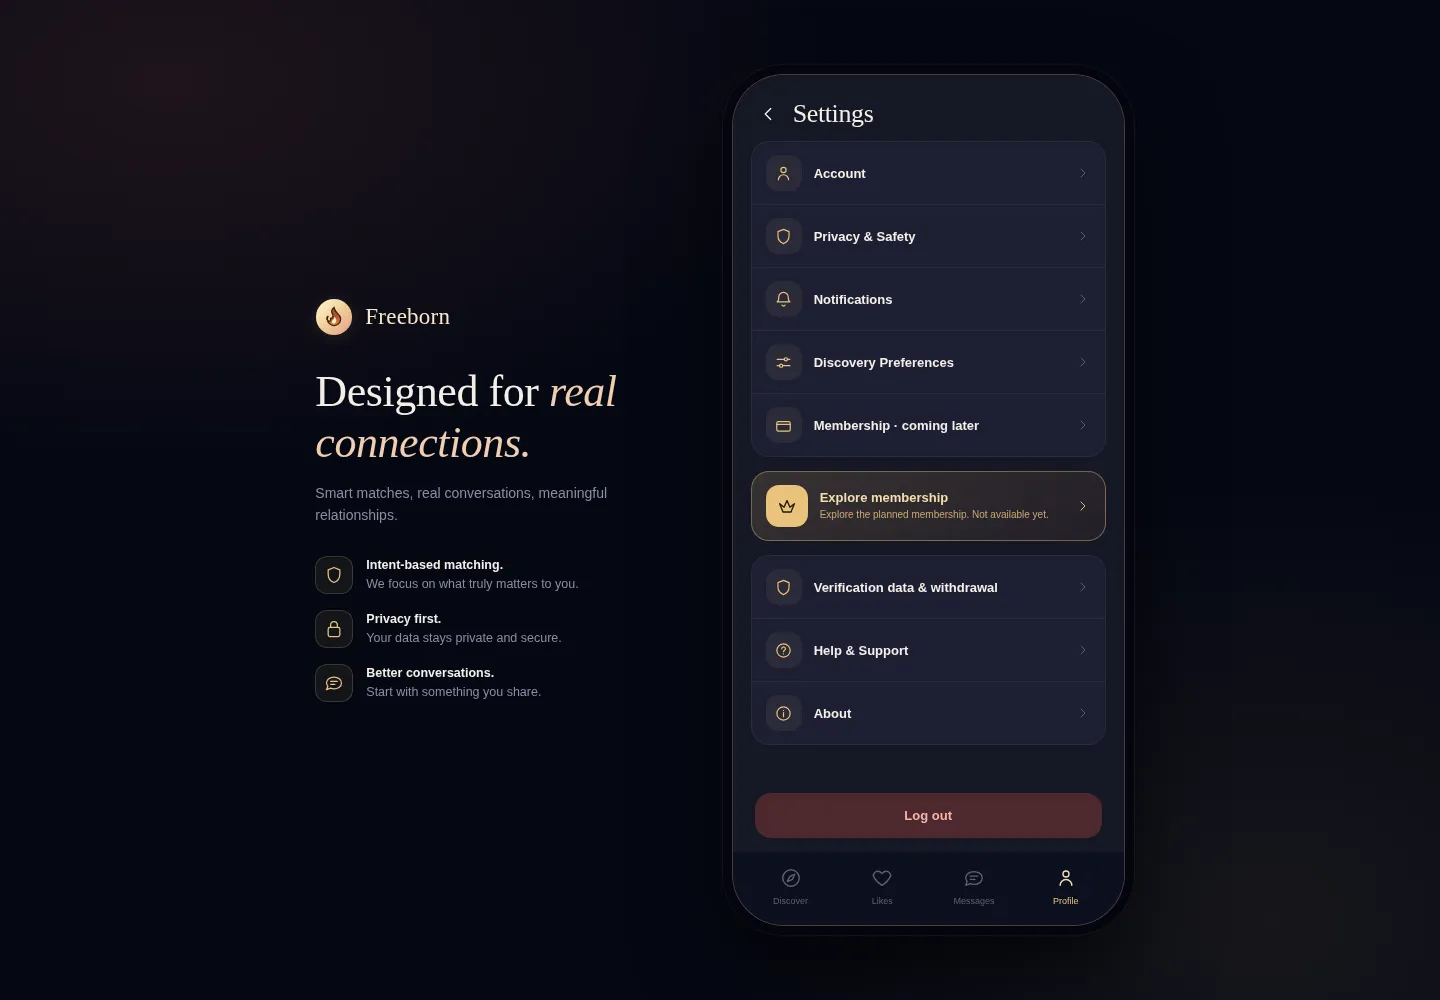 Freeborn
Designed for real
connections.
Smart matches, real conversations, meaningful
relationships.
Intent-based matching.
We focus on what truly matters to you.
Privacy first.
Your data stays private and secure.
Better conversations.
Start with something you share.
Settings
Account
Privacy & Safety
Notifications
Discovery Preferences
Membership · coming later
Explore membership
Explore the planned membership. Not available yet.
Verification data & withdrawal
Help & Support
About
Log out
Discover
Likes
Messages
Profile